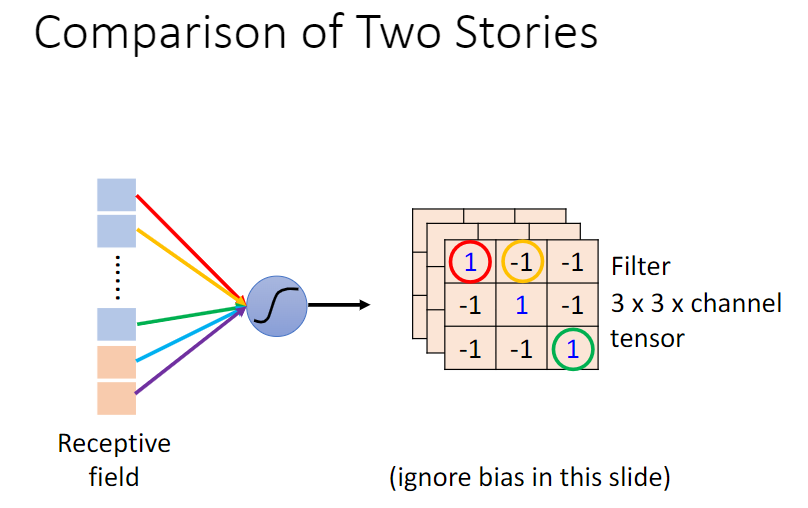 Comparison of Two Stories
1 -1 -1
-1 1 -1
-1 -1 1
Filter
3 x 3 x channel
tensor
Receptive
field
(ignore bias in this slide)